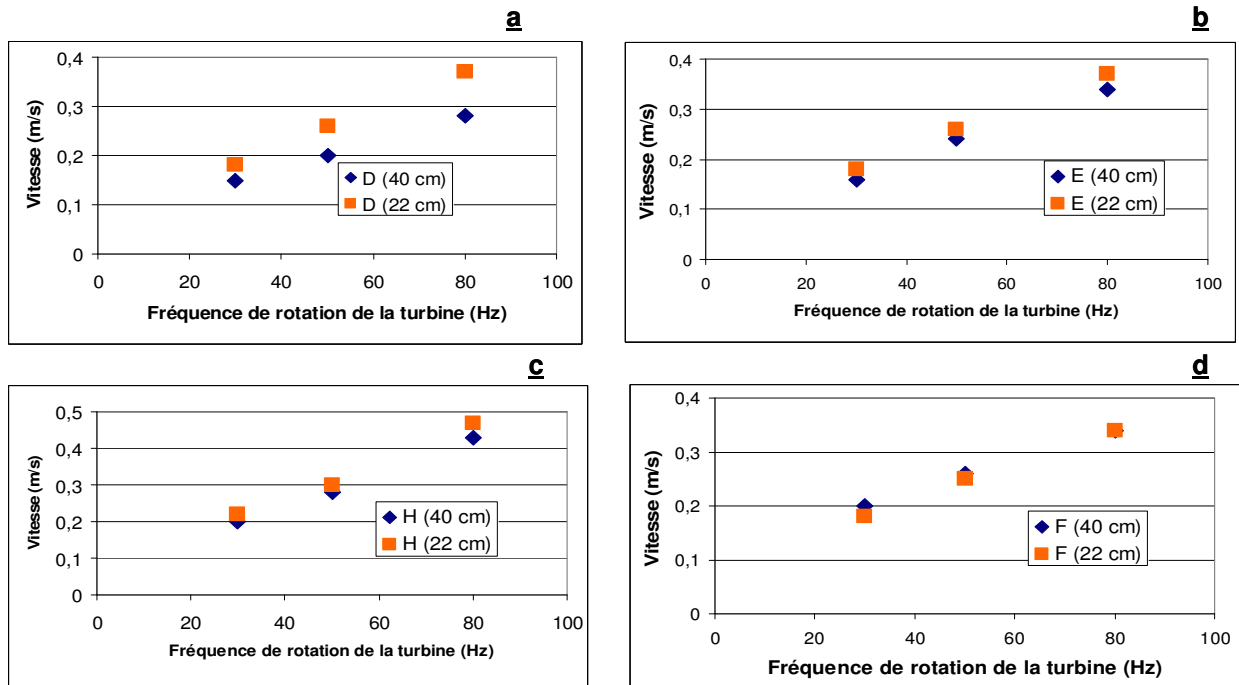 a
0,4
0,3
0,2
0,1
0
0 20 40 60 80 100
Vitesse (m/s)
Fréquence de rotation de la turbine (Hz)
D (40 cm)
D (22 cm)
b
0,4
0,3
0,2
0,1
0
0 20 40 60 80 100
Vitesse (m/s)
Fréquence de rotation de la turbine (Hz)
E (40 cm)
E (22 cm)
c
0,5
0,4
0,3
0,2
0,1
0
0 20 40 60 80 100
Vitesse (m/s)
Fréquence de rotation de la turbine (Hz)
H (40 cm)
H (22 cm)
d
0,4
0,3
0,2
0,1
0
0 20 40 60 80 100
Vitesse (m/s)
Fréquence de rotation de la turbine (Hz)
F (40 cm)
F (22 cm)